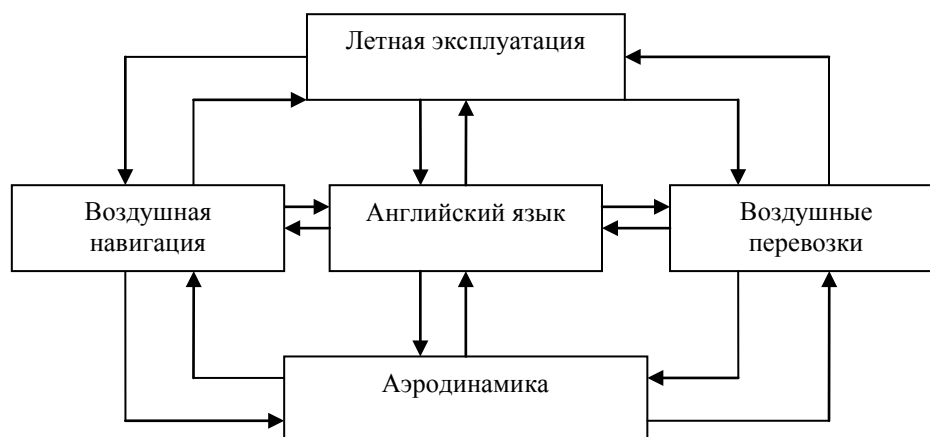 Летная эксплуатация
Воздушная
навигация
Английский язык
Воздушные
перевозки
Аэродинамика